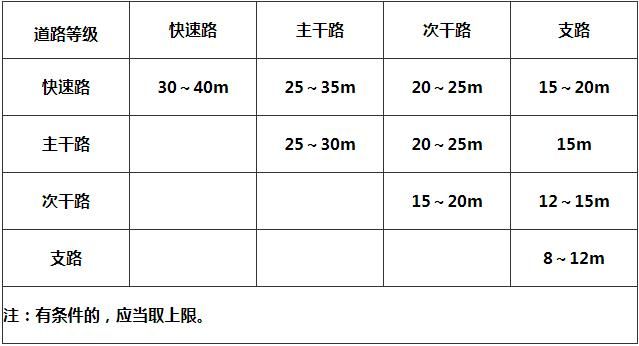 道路等级 快速路 主干路 次干路 支路
快速路 30～40m 25～35m 20～25m 15～20m
主干路 25～30m 20～25m 15m
次干路 15～20m 12～15m
支路 8～12m
注：有条件的，应当取上限。